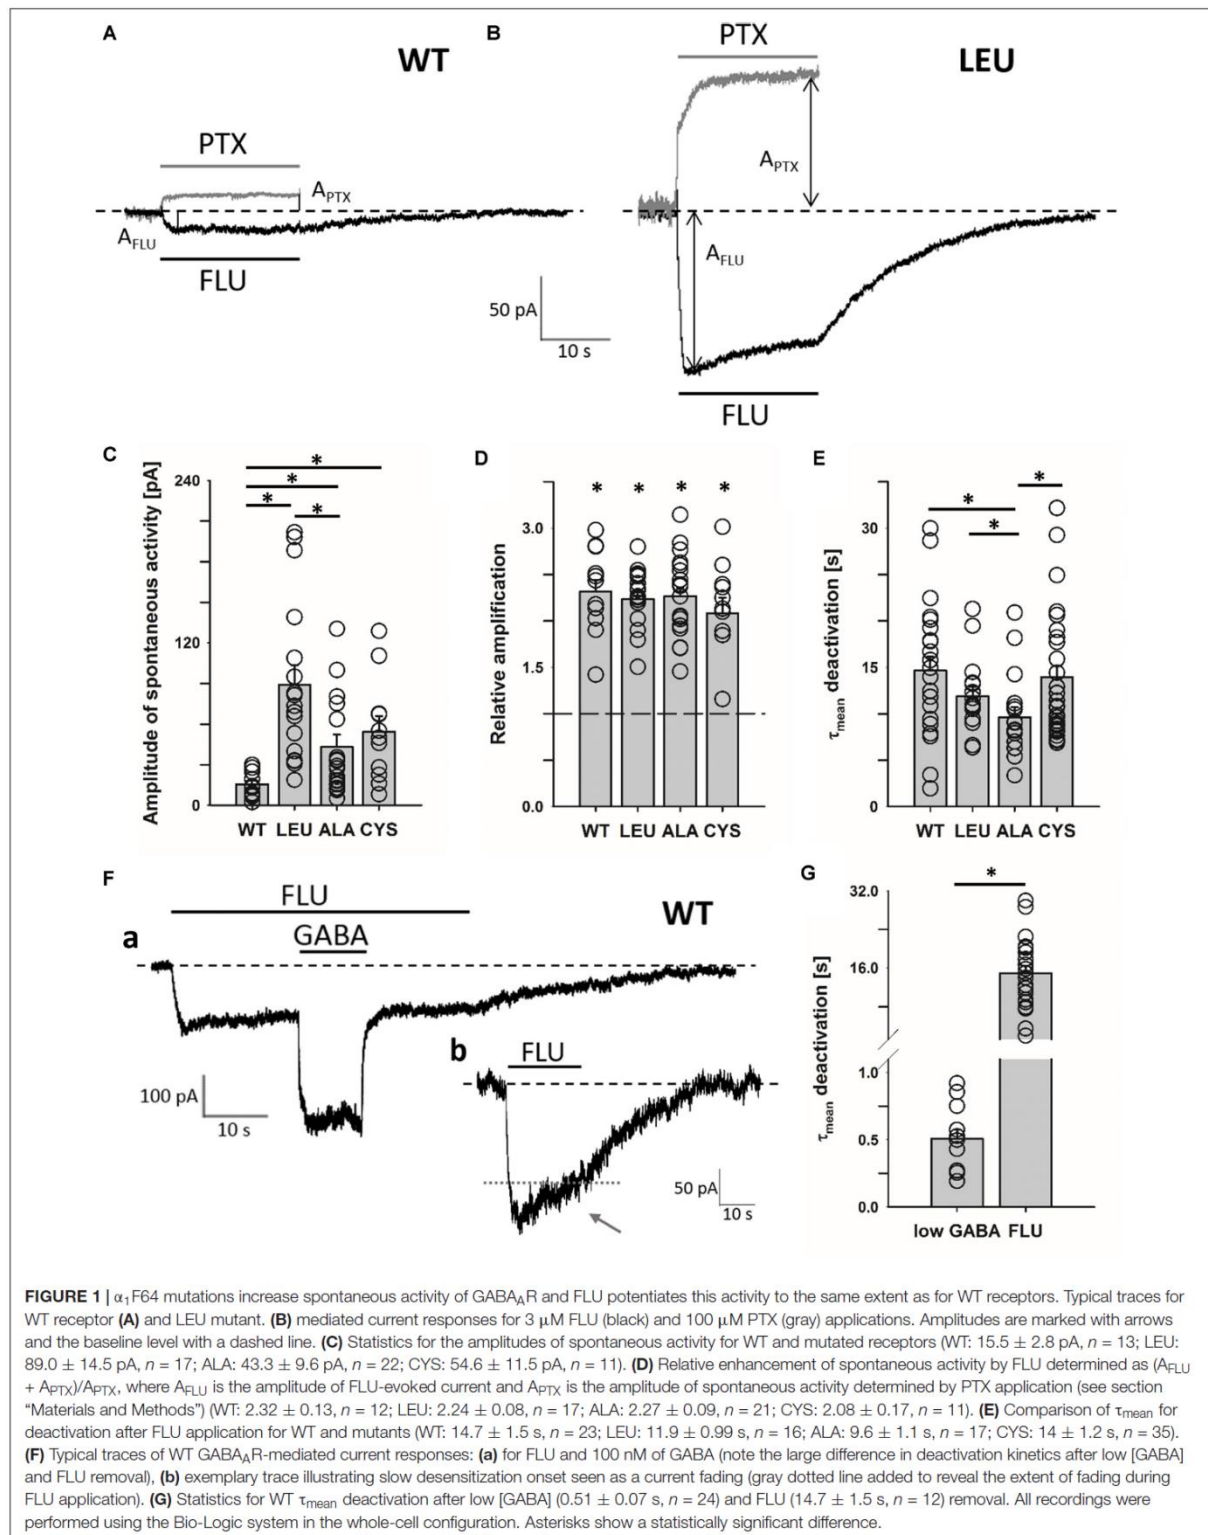 A
WT
PTX
A_PTX
A_FLU
FLU
B
PTX
LEU
A_PTX
A_FLU
FLU
50 pA
10 s
C
Amplitude of spontaneous activity [pA]
240
120
0
* * * *
WT LEU ALA CYS
D
Relative amplification
3.0
1.5
0.0
* * * *
WT LEU ALA CYS
E
τmean deactivation [s]
30
15
0
* * *
WT LEU ALA CYS
F
FLU
WT
a
GABA
100 pA
10 s
b
FLU
50 pA
10 s
G
τmean deactivation [s]
32.0
16.0
1.0
0.5
0.0
*
low GABA FLU
FIGURE 1 | α1F64 mutations increase spontaneous activity of GABAAR and FLU potentiates this activity to the same extent as for WT receptors. Typical traces for
WT receptor (A) and LEU mutant. (B) mediated current responses for 3 μM FLU (black) and 100 μM PTX (gray) applications. Amplitudes are marked with arrows
and the baseline level with a dashed line. (C) Statistics for the amplitudes of spontaneous activity for WT and mutated receptors (WT: 15.5 ± 2.8 pA, n = 13; LEU:
89.0 ± 14.5 pA, n = 17; ALA: 43.3 ± 9.6 pA, n = 22; CYS: 54.6 ± 11.5 pA, n = 11). (D) Relative enhancement of spontaneous activity by FLU determined as (AFLU
+ APTX)/APTX, where AFLU is the amplitude of FLU-evoked current and APTX is the amplitude of spontaneous activity determined by PTX application (see section
"Materials and Methods") (WT: 2.32 ± 0.13, n = 12; LEU: 2.24 ± 0.08, n = 17; ALA: 2.27 ± 0.09, n = 21; CYS: 2.08 ± 0.17, n = 11). (E) Comparison of τmean for
deactivation after FLU application for WT and mutants (WT: 14.7 ± 1.5 s, n = 23; LEU: 11.9 ± 0.99 s, n = 16; ALA: 9.6 ± 1.1 s, n = 17; CYS: 14 ± 1.2 s, n = 35).
(F) Typical traces of WT GABAAR-mediated current responses: (a) for FLU and 100 nM of GABA (note the large difference in deactivation kinetics after low [GABA]
and FLU removal), (b) exemplary trace illustrating slow desensitization onset seen as a current fading (gray dotted line added to reveal the extent of fading during
FLU application). (G) Statistics for WT τmean deactivation after low [GABA] (0.51 ± 0.07 s, n = 24) and FLU (14.7 ± 1.5 s, n = 12) removal. All recordings were
performed using the Bio-Logic system in the whole-cell configuration. Asterisks show a statistically significant difference.